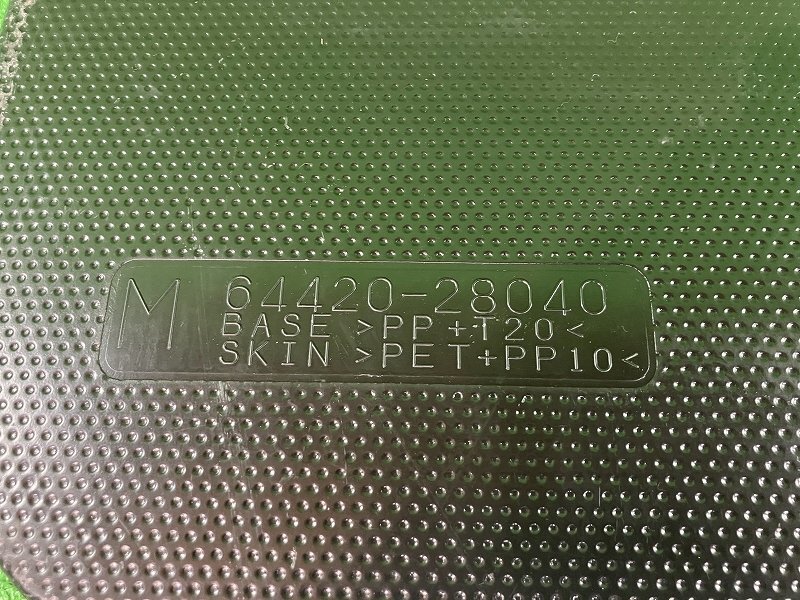 M 64420-28040
BASE >PP+T20<
SKIN >PET+PP10<